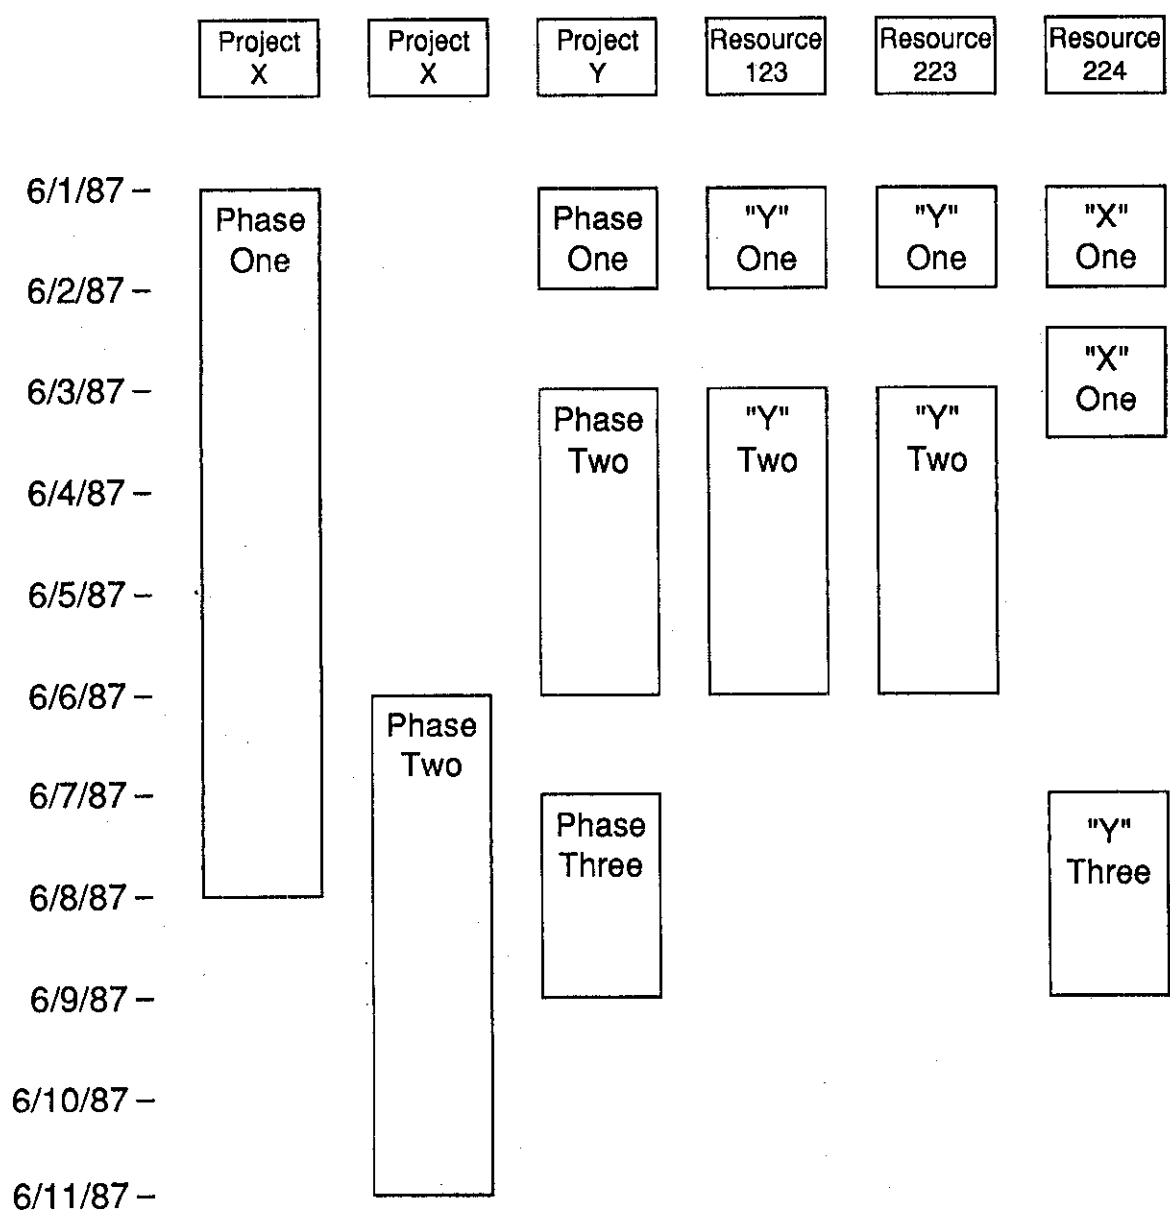 Project
X
Project
X
Project
Y
Resource
123
Resource
223
Resource
224
6/1/87 –
Phase
One
Phase
One
"Y"
One
"Y"
One
"X"
One
6/2/87 –
"X"
One
6/3/87 –
Phase
Two
"Y"
Two
"Y"
Two
6/4/87 –
6/5/87 –
6/6/87 –
Phase
Two
6/7/87 –
Phase
Three
"Y"
Three
6/8/87 –
6/9/87 –
6/10/87 –
6/11/87 –